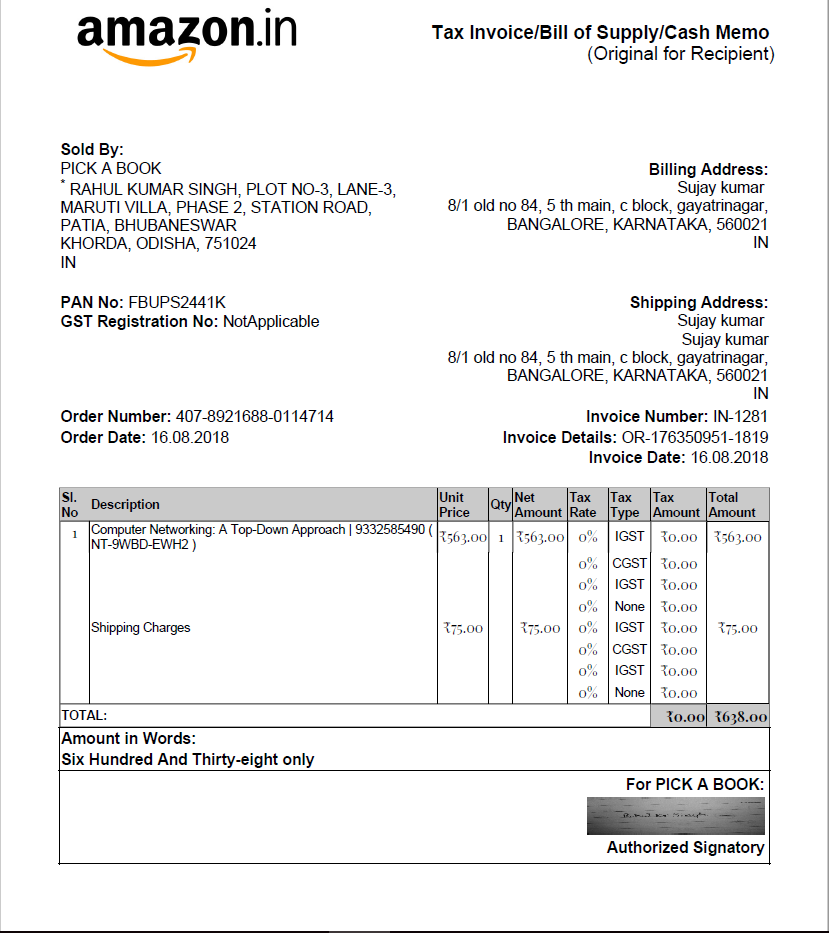 amazon.in
Tax Invoice/Bill of Supply/Cash Memo
(Original for Recipient)
Sold By:
PICK A BOOK
* RAHUL KUMAR SINGH, PLOT NO-3, LANE-3,
MARUTI VILLA, PHASE 2, STATION ROAD,
PATIA, BHUBANESWAR
KHORDA, ODISHA, 751024
IN
Billing Address:
Sujay kumar
8/1 old no 84, 5 th main, c block, gayatrinagar,
BANGALORE, KARNATAKA, 560021
IN
PAN No: FBUPS2441K
GST Registration No: NotApplicable
Shipping Address:
Sujay kumar
Sujay kumar
8/1 old no 84, 5 th main, c block, gayatrinagar,
BANGALORE, KARNATAKA, 560021
IN
Order Number: 407-8921688-0114714
Order Date: 16.08.2018
Invoice Number: IN-1281
Invoice Details: OR-176350951-1819
Invoice Date: 16.08.2018
Sl. No Description Unit Price Qty Net Amount Tax Rate Tax Type Tax Amount Total Amount
1 Computer Networking: A Top-Down Approach | 9332585490 ( ₹563.00 1 ₹563.00 0% IGST ₹0.00 ₹563.00
NT-9WBD-EWH2 )
0% CGST ₹0.00
0% IGST ₹0.00
0% None ₹0.00
Shipping Charges ₹75.00 ₹75.00 0% IGST ₹0.00 ₹75.00
0% CGST ₹0.00
0% IGST ₹0.00
0% None ₹0.00
TOTAL: ₹0.00 ₹638.00
Amount in Words:
Six Hundred And Thirty-eight only
For PICK A BOOK:
Authorized Signatory